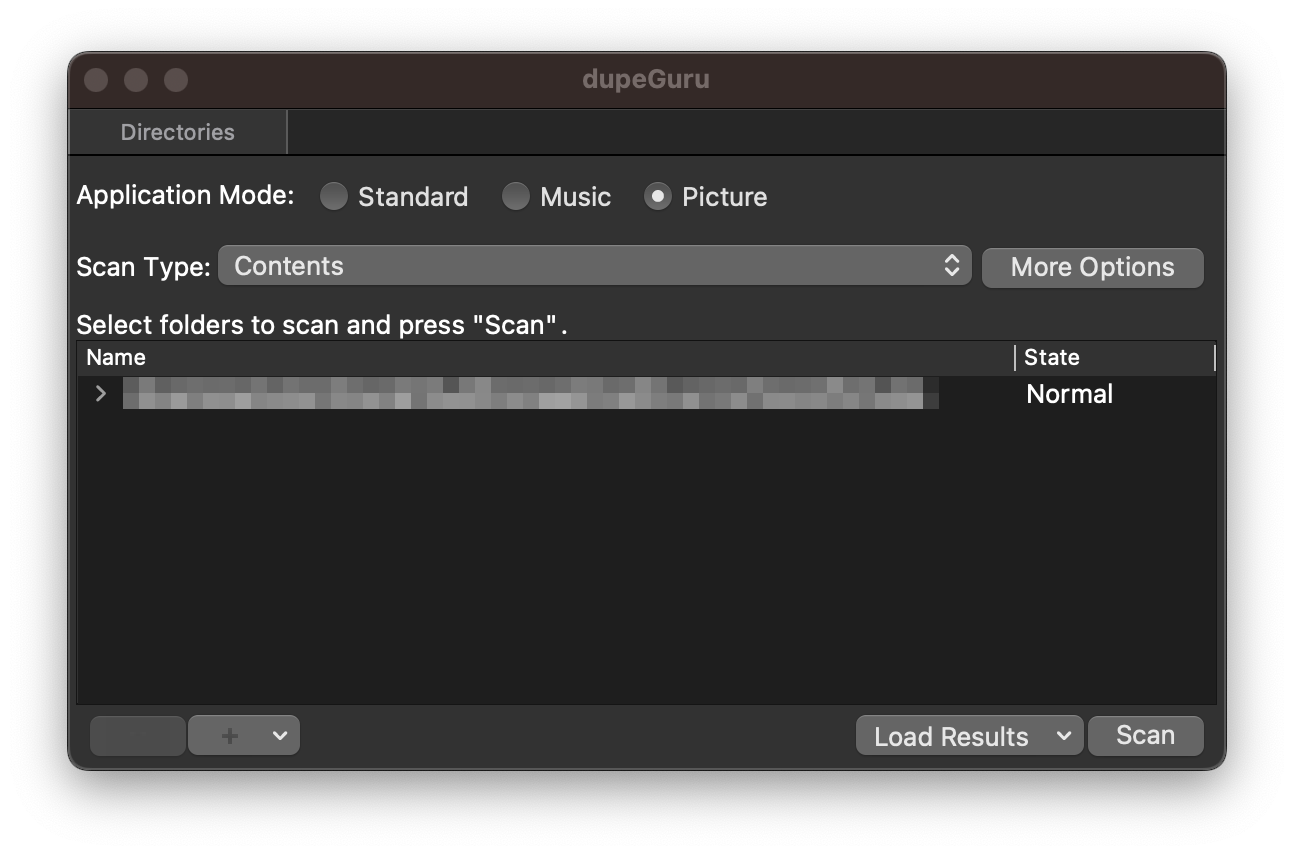 dupeGuru
Directories
Application Mode: Standard Music Picture
Scan Type: Contents More Options
Select folders to scan and press "Scan".
Name State
Normal
+ Load Results Scan